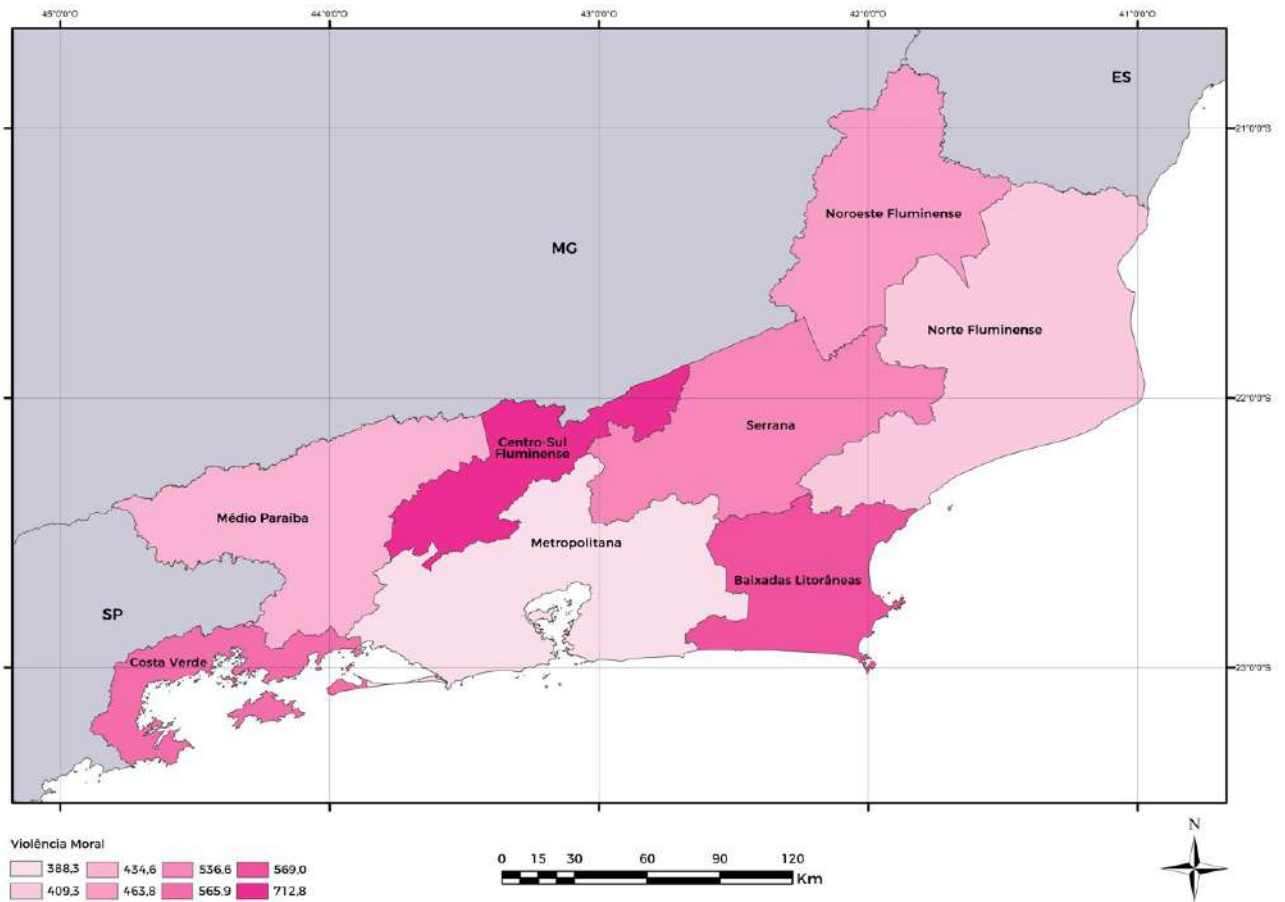 45°0'0"O 44°0'0"O 43°0'0"O 42°0'0"O 41°0'0"O
ES
21°0'0"S
Noroeste Fluminense
MG
Norte Fluminense
22°0'0"S
Serrana
Centro-Sul
Fluminense
Médio Paraíba
Metropolitana
Baixadas Litorâneas
SP
Costa Verde
23°0'0"S
Violência Moral
388,3 434,6 536,6 569,0
409,3 463,8 565,9 712,8
0 15 30 60 90 120
Km
N